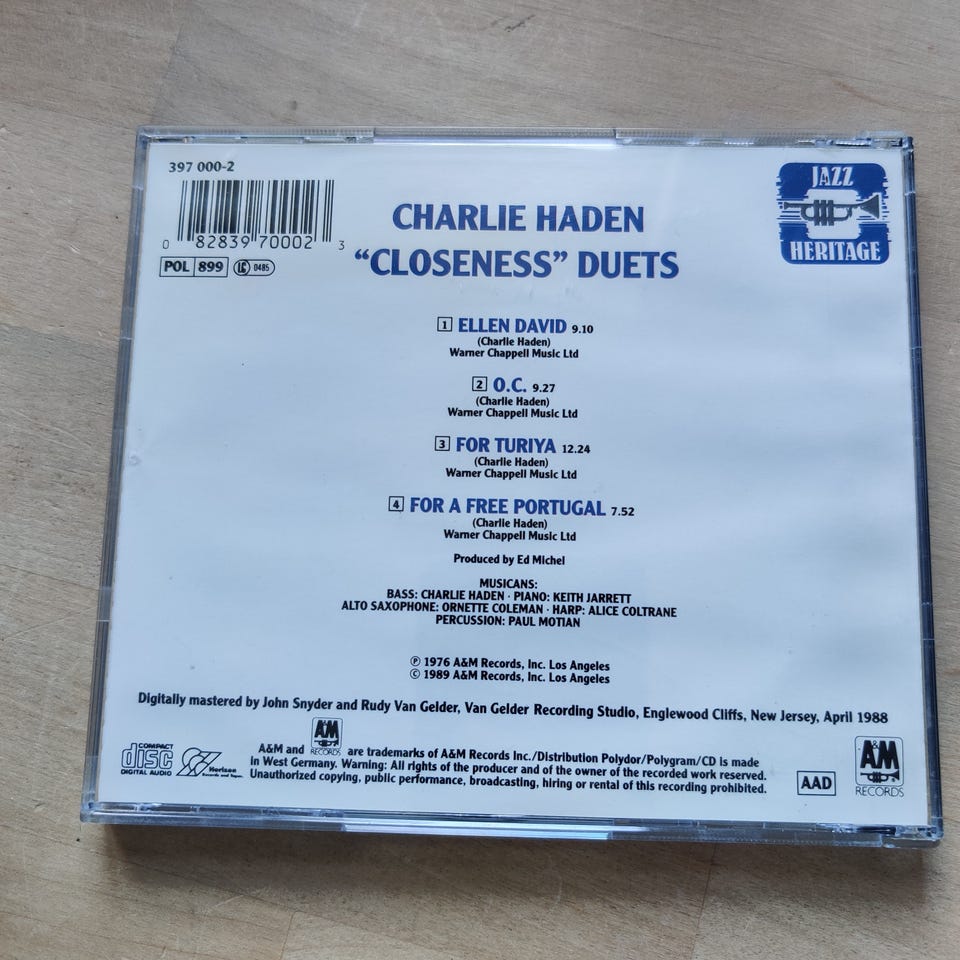 397 000-2
0 82839 70002 3
POL 899 LC 0485
JAZZ
HERITAGE
CHARLIE HADEN
“CLOSENESS” DUETS
1 ELLEN DAVID 9.10
(Charlie Haden)
Warner Chappell Music Ltd
2 O.C. 9.27
(Charlie Haden)
Warner Chappell Music Ltd
3 FOR TURIYA 12.24
(Charlie Haden)
Warner Chappell Music Ltd
4 FOR A FREE PORTUGAL 7.52
(Charlie Haden)
Warner Chappell Music Ltd
Produced by Ed Michel
MUSICANS:
BASS: CHARLIE HADEN · PIANO: KEITH JARRETT
ALTO SAXOPHONE: ORNETTE COLEMAN · HARP: ALICE COLTRANE
PERCUSSION: PAUL MOTIAN
℗ 1976 A&M Records, Inc. Los Angeles
© 1989 A&M Records, Inc. Los Angeles
Digitally mastered by John Snyder and Rudy Van Gelder, Van Gelder Recording Studio, Englewood Cliffs, New Jersey, April 1988
COMPACT
disc
DIGITAL AUDIO
Horizon
A&M and A&M RECORDS are trademarks of A&M Records Inc./Distribution Polydor/Polygram/CD is made
in West Germany. Warning: All rights of the producer and of the owner of the recorded work reserved.
Unauthorized copying, public performance, broadcasting, hiring or rental of this recording prohibited.
AAD
A&M
RECORDS